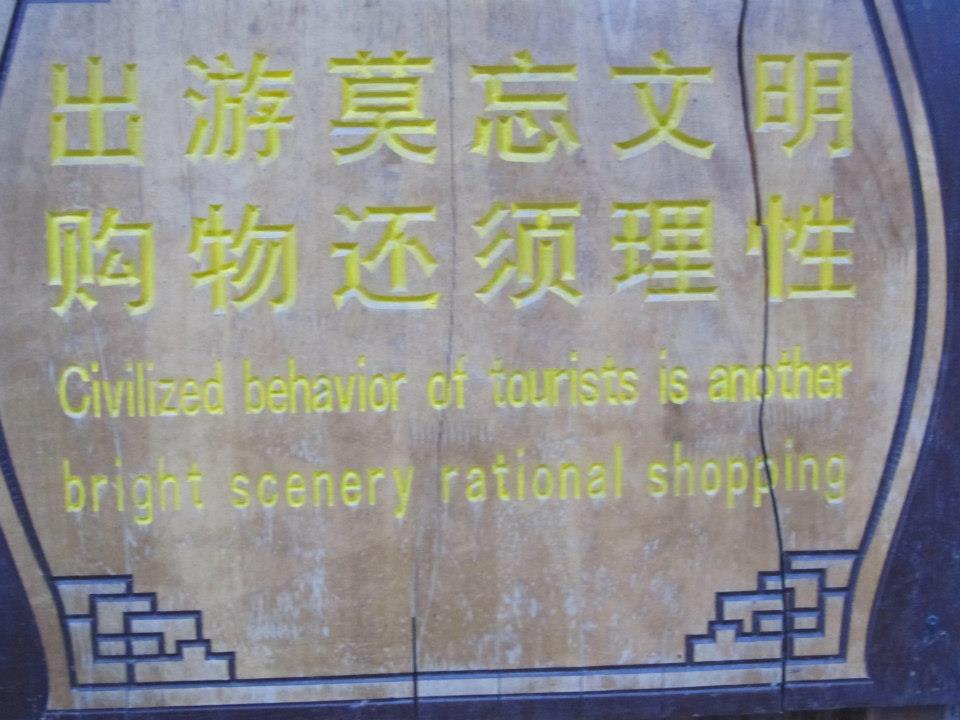 出游莫忘文明
购物还须理性
Civilized behavior of tourists is another
bright scenery rational shopping